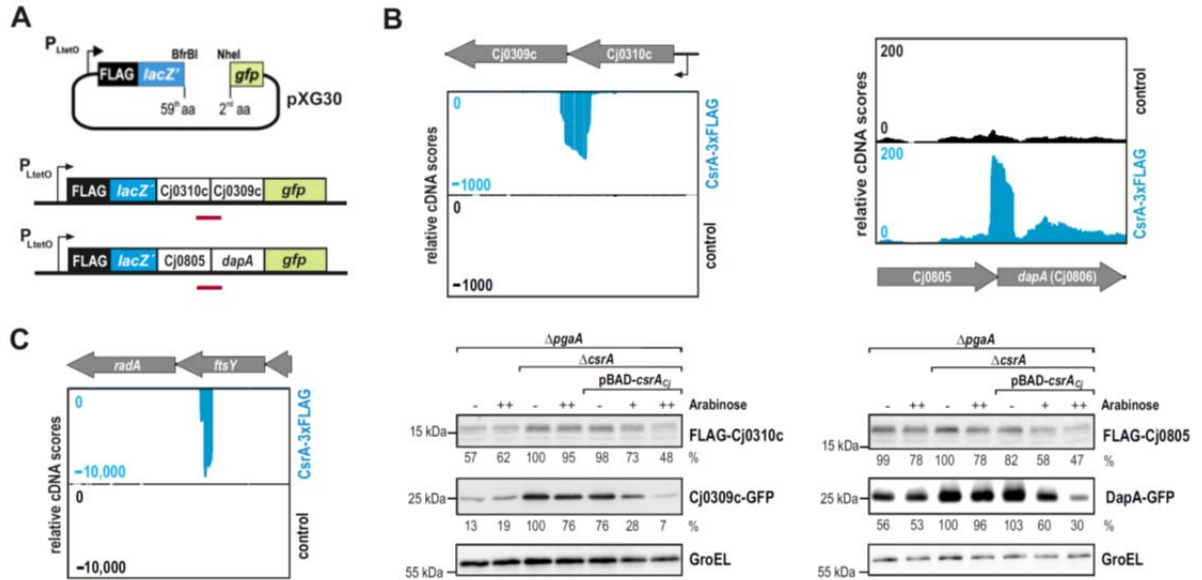 A
P LtetO
BfrBI NheI
FLAG lacZ' gfp
59th aa 2nd aa
pXG30
P LtetO
FLAG lacZ' Cj0310c Cj0309c gfp
P LtetO
FLAG lacZ' Cj0805 dapA gfp
B
Cj0309c Cj0310c
relative cDNA scores
0
−1000
CsrA-3xFLAG
0
−1000
control
relative cDNA scores
200
0
control
200
0
CsrA-3xFLAG
Cj0805 dapA (Cj0806)
ΔpgaA
ΔcsrA
pBAD-csrACj
- ++ - ++ - + ++ Arabinose
15 kDa FLAG-Cj0310c
57 62 100 95 98 73 48 %
25 kDa Cj0309c-GFP
13 19 100 76 76 28 7 %
55 kDa GroEL
ΔpgaA
ΔcsrA
pBAD-csrACj
- ++ - ++ - + ++ Arabinose
15 kDa FLAG-Cj0805
99 78 100 78 82 58 47 %
25 kDa DapA-GFP
56 53 100 96 103 60 30 %
55 kDa GroEL
C
radA ftsY
relative cDNA scores
0
−10,000
CsrA-3xFLAG
0
−10,000
control